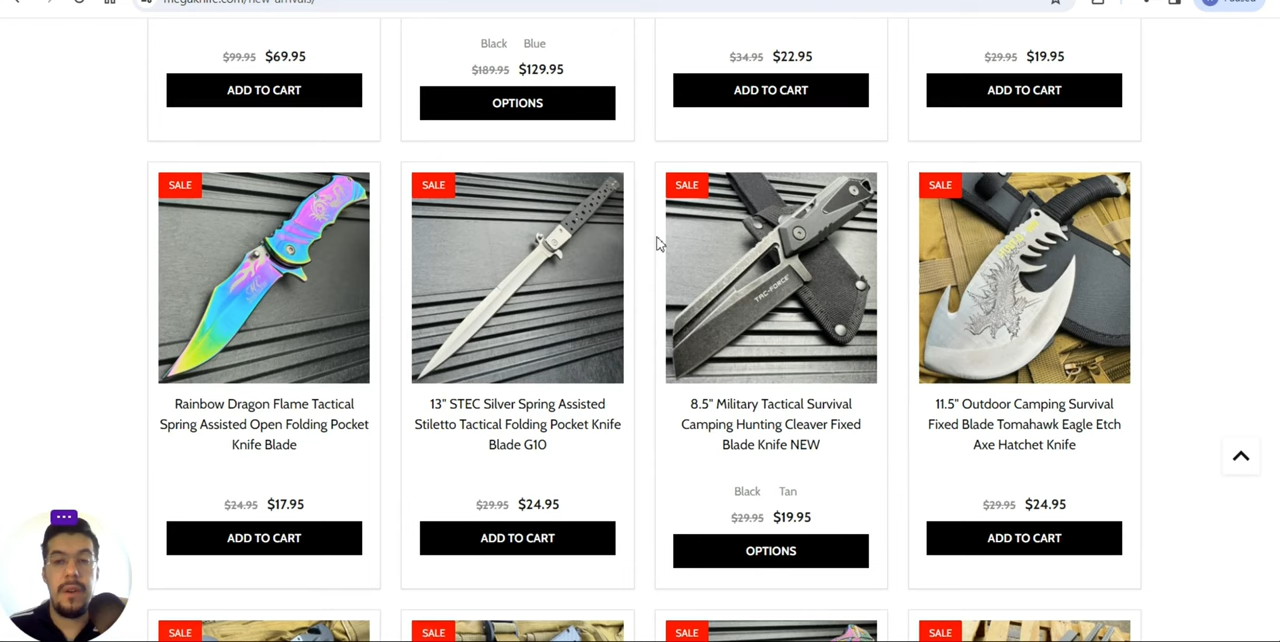 megaknife.com/new-arrivals/
Paused
$99.95 $69.95
ADD TO CART
Black Blue
$189.95 $129.95
OPTIONS
$34.95 $22.95
ADD TO CART
$29.95 $19.95
ADD TO CART
SALE
Rainbow Dragon Flame Tactical
Spring Assisted Open Folding Pocket
Knife Blade
$24.95 $17.95
ADD TO CART
SALE
13" STEC Silver Spring Assisted
Stiletto Tactical Folding Pocket Knife
Blade G10
$29.95 $24.95
ADD TO CART
SALE
TAC-FORCE
8.5" Military Tactical Survival
Camping Hunting Cleaver Fixed
Blade Knife NEW
Black Tan
$29.95 $19.95
OPTIONS
SALE
11.5" Outdoor Camping Survival
Fixed Blade Tomahawk Eagle Etch
Axe Hatchet Knife
$29.95 $24.95
ADD TO CART
SALE
SALE
SALE
SALE